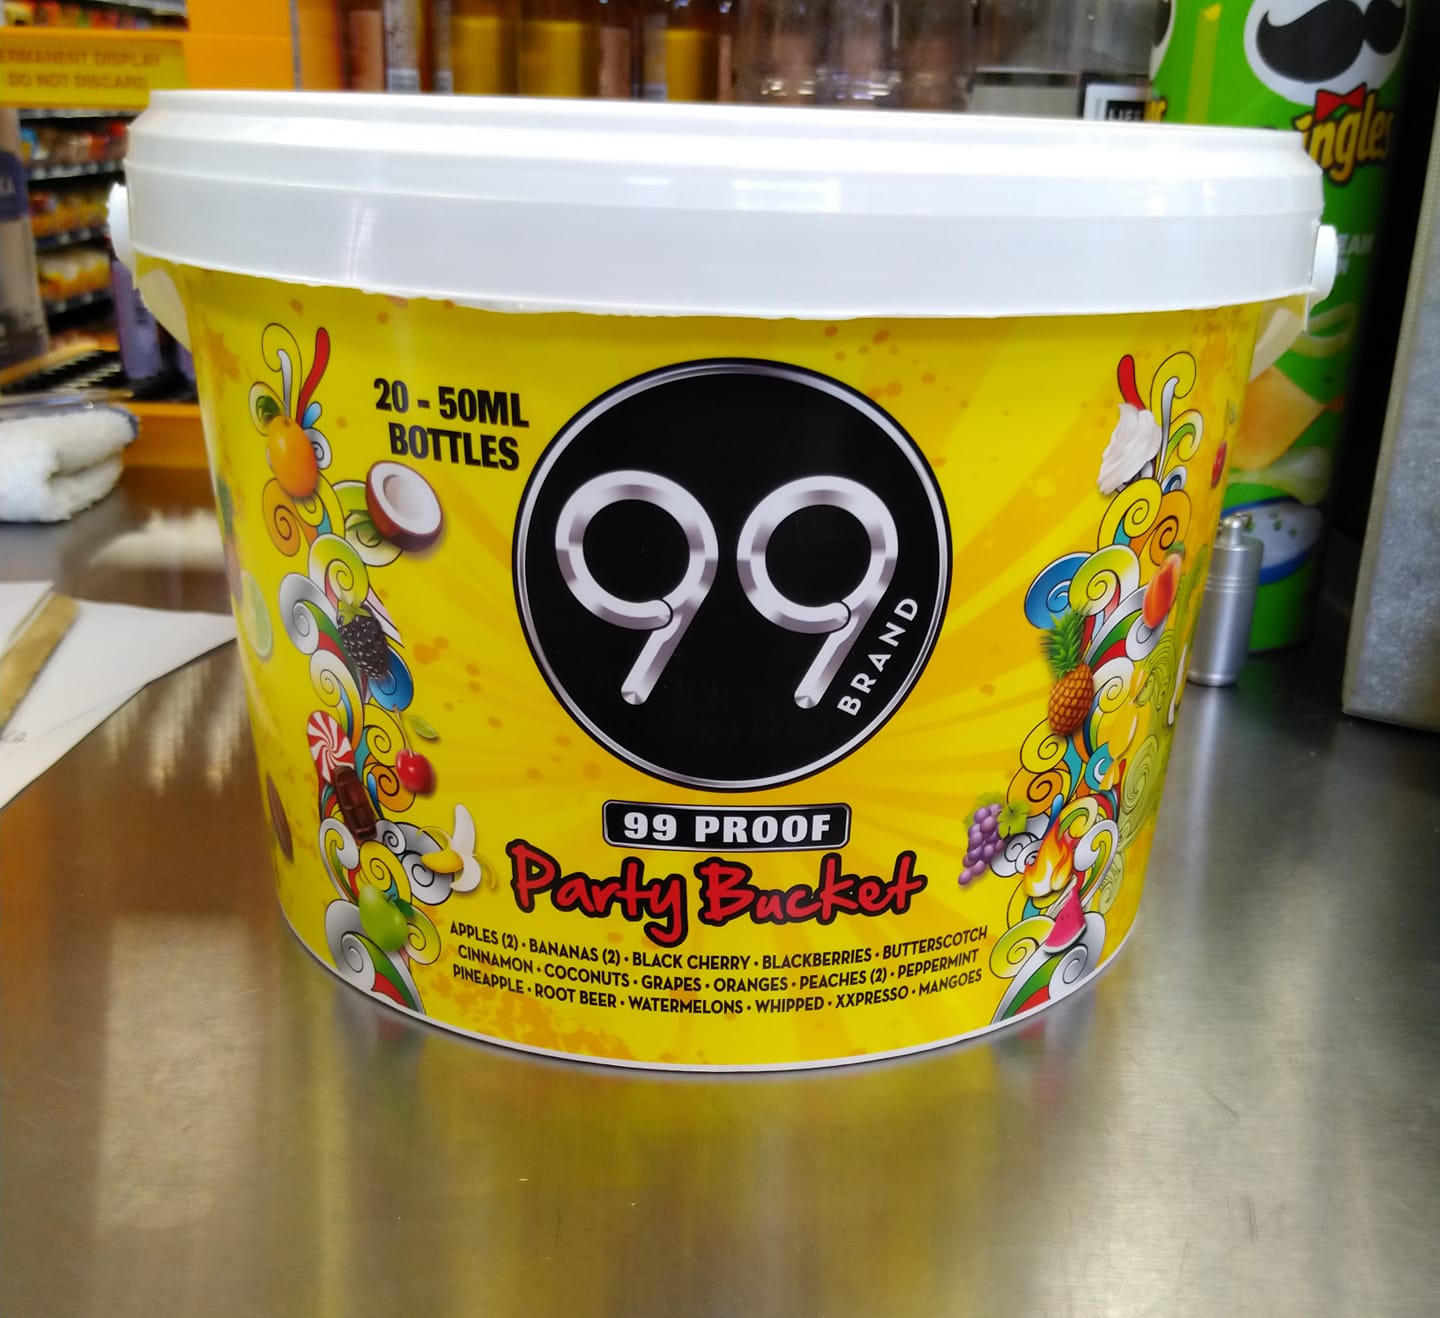 DO NOT DISCARD
20 - 50ML
BOTTLES
99
BRAND
99 PROOF
Party Bucket
APPLES (2) • BANANAS (2) • BLACK CHERRY • BLACKBERRIES • BUTTERSCOTCH
CINNAMON • COCONUTS • GRAPES • ORANGES • PEACHES (2) • PEPPERMINT
PINEAPPLE • ROOT BEER • WATERMELONS • WHIPPED • XXPRESSO • MANGOES
ingles